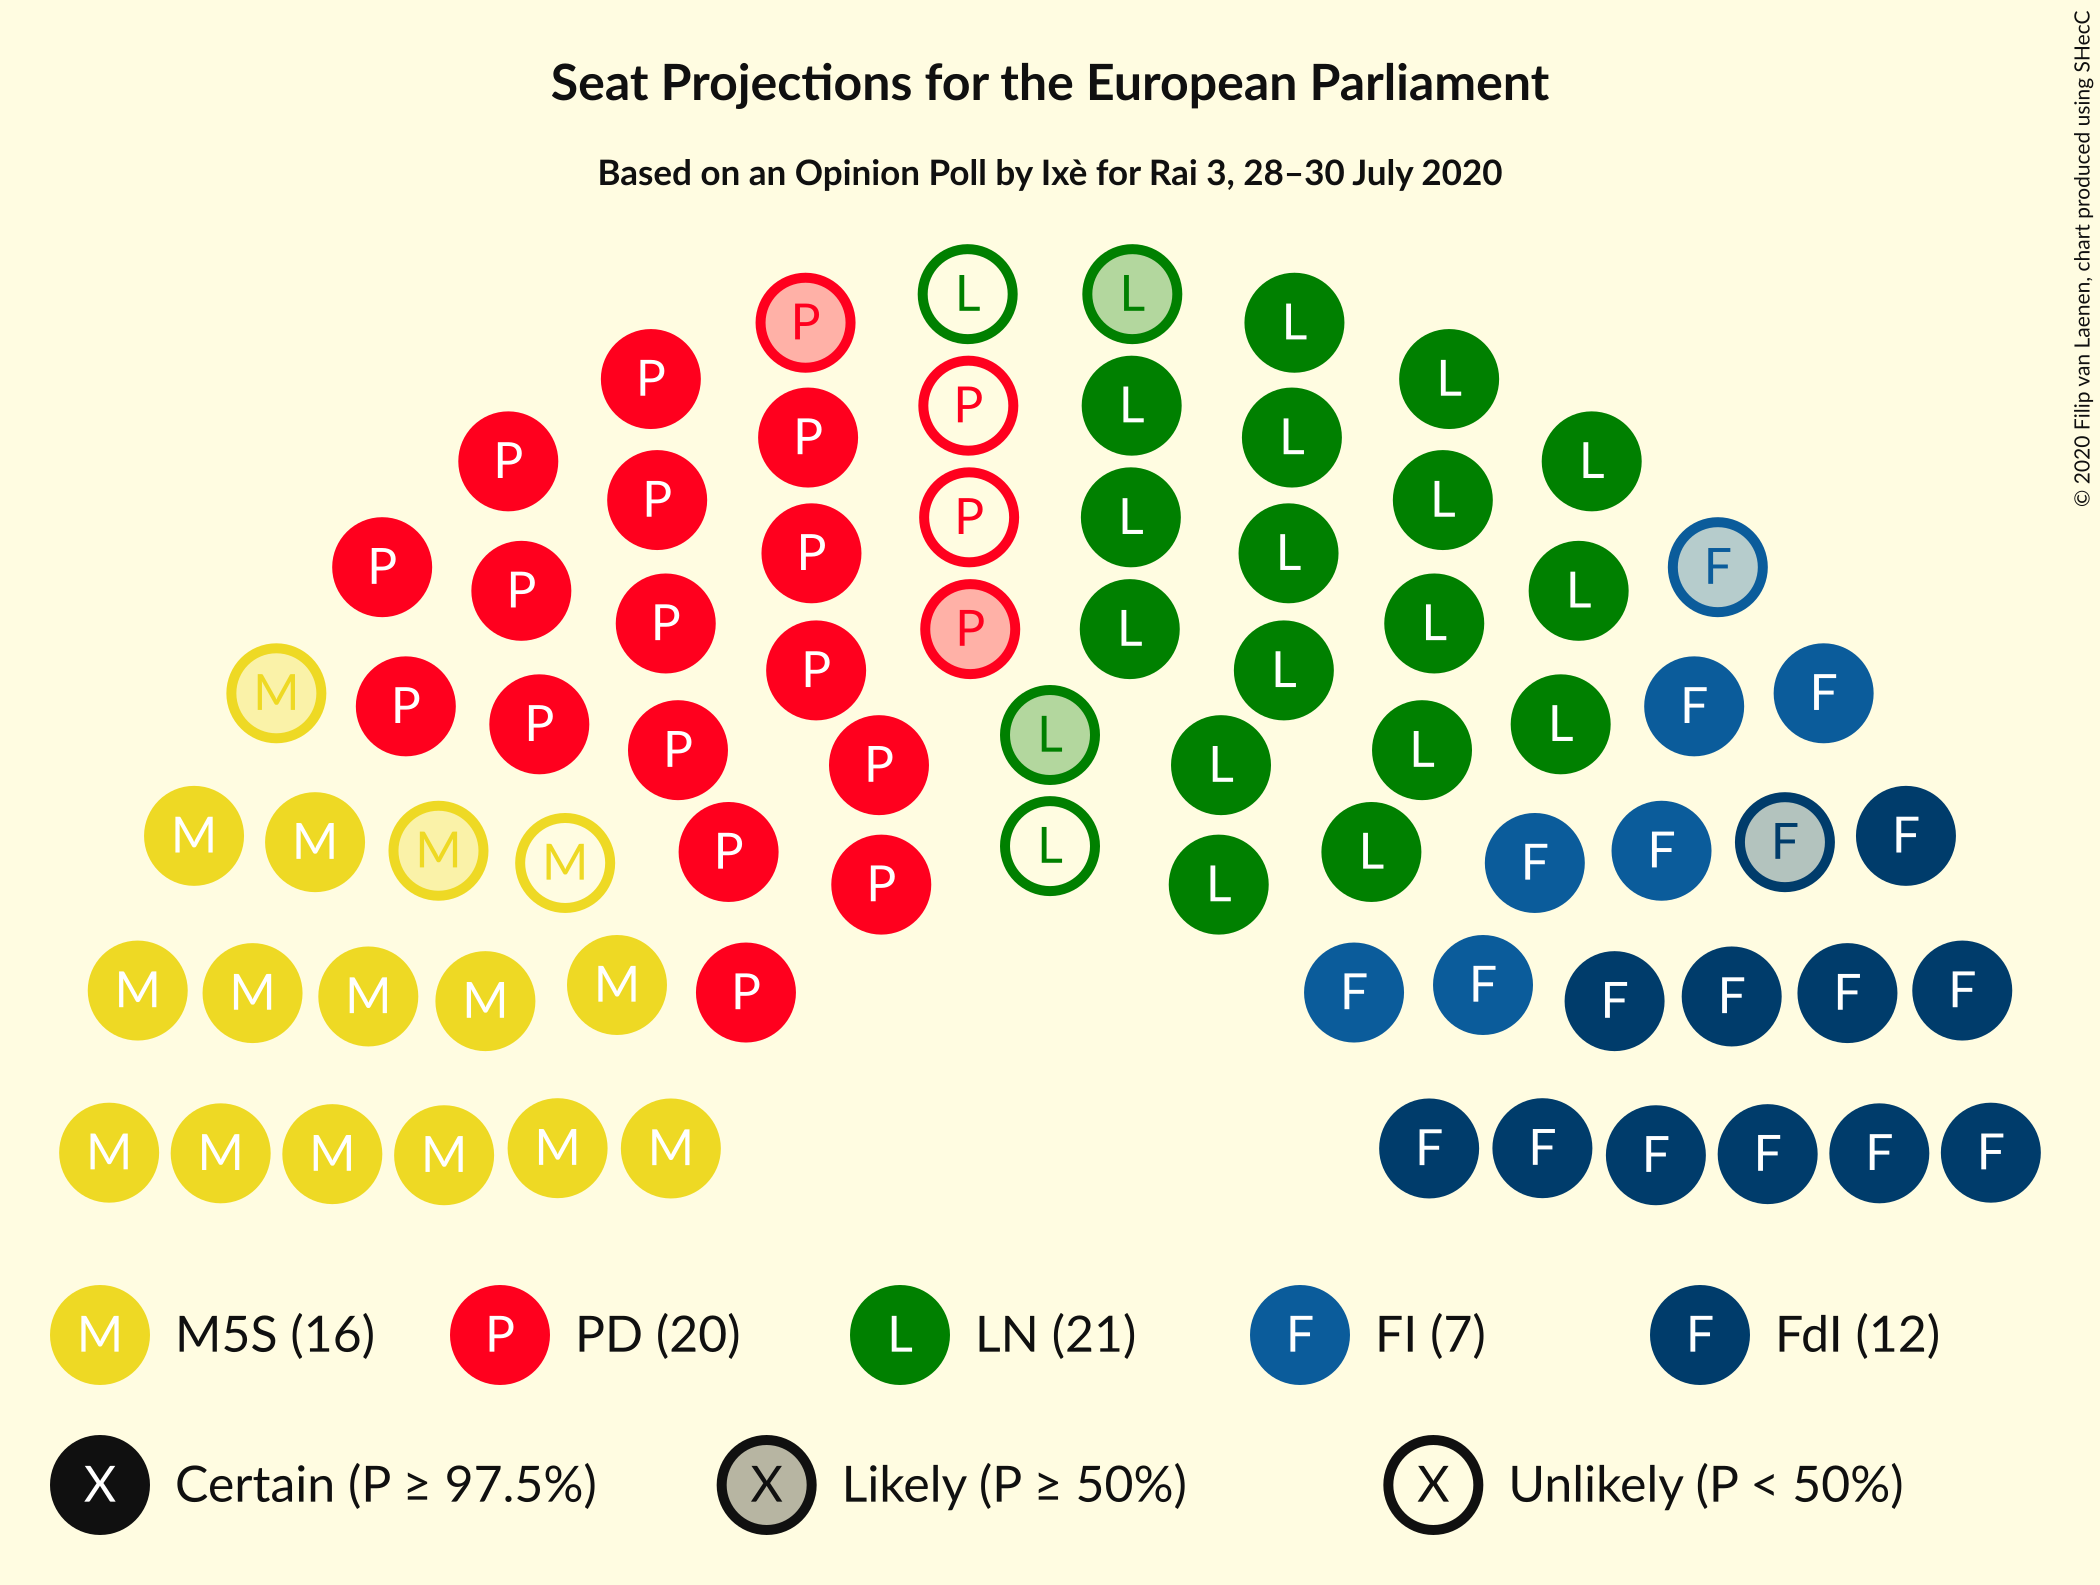 Seat Projections for the European Parliament
Based on an Opinion Poll by Ixè for Rai 3, 28–30 July 2020
© 2020 Filip van Laenen, chart produced using SHecC
L L
P L
P P L
P P L L L
P P P L L
P L
P P L L
P P L F
P P L L
P L
M P P P L L F F
P L L L
M M M M P P L L L F F F F
P L
M M M M M P F F F F F F
M M M M M M F F F F F F
M M5S (16) P PD (20) L LN (21) F FI (7) F FdI (12)
X Certain (P ≥ 97.5%) X Likely (P ≥ 50%) X Unlikely (P < 50%)